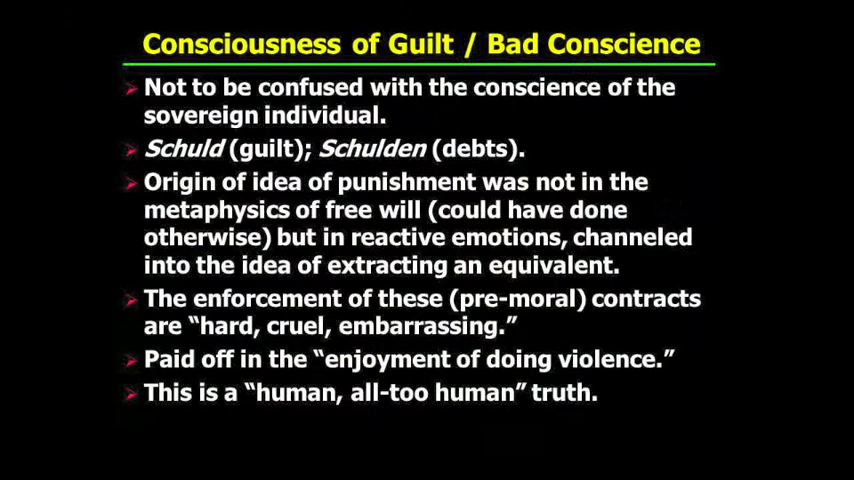 Consciousness of Guilt / Bad Conscience
Not to be confused with the conscience of the
sovereign individual.
Schuld (guilt); Schulden (debts).
Origin of idea of punishment was not in the
metaphysics of free will (could have done
otherwise) but in reactive emotions, channeled
into the idea of extracting an equivalent.
The enforcement of these (pre-moral) contracts
are “hard, cruel, embarrassing.”
Paid off in the “enjoyment of doing violence.”
This is a “human, all-too human” truth.